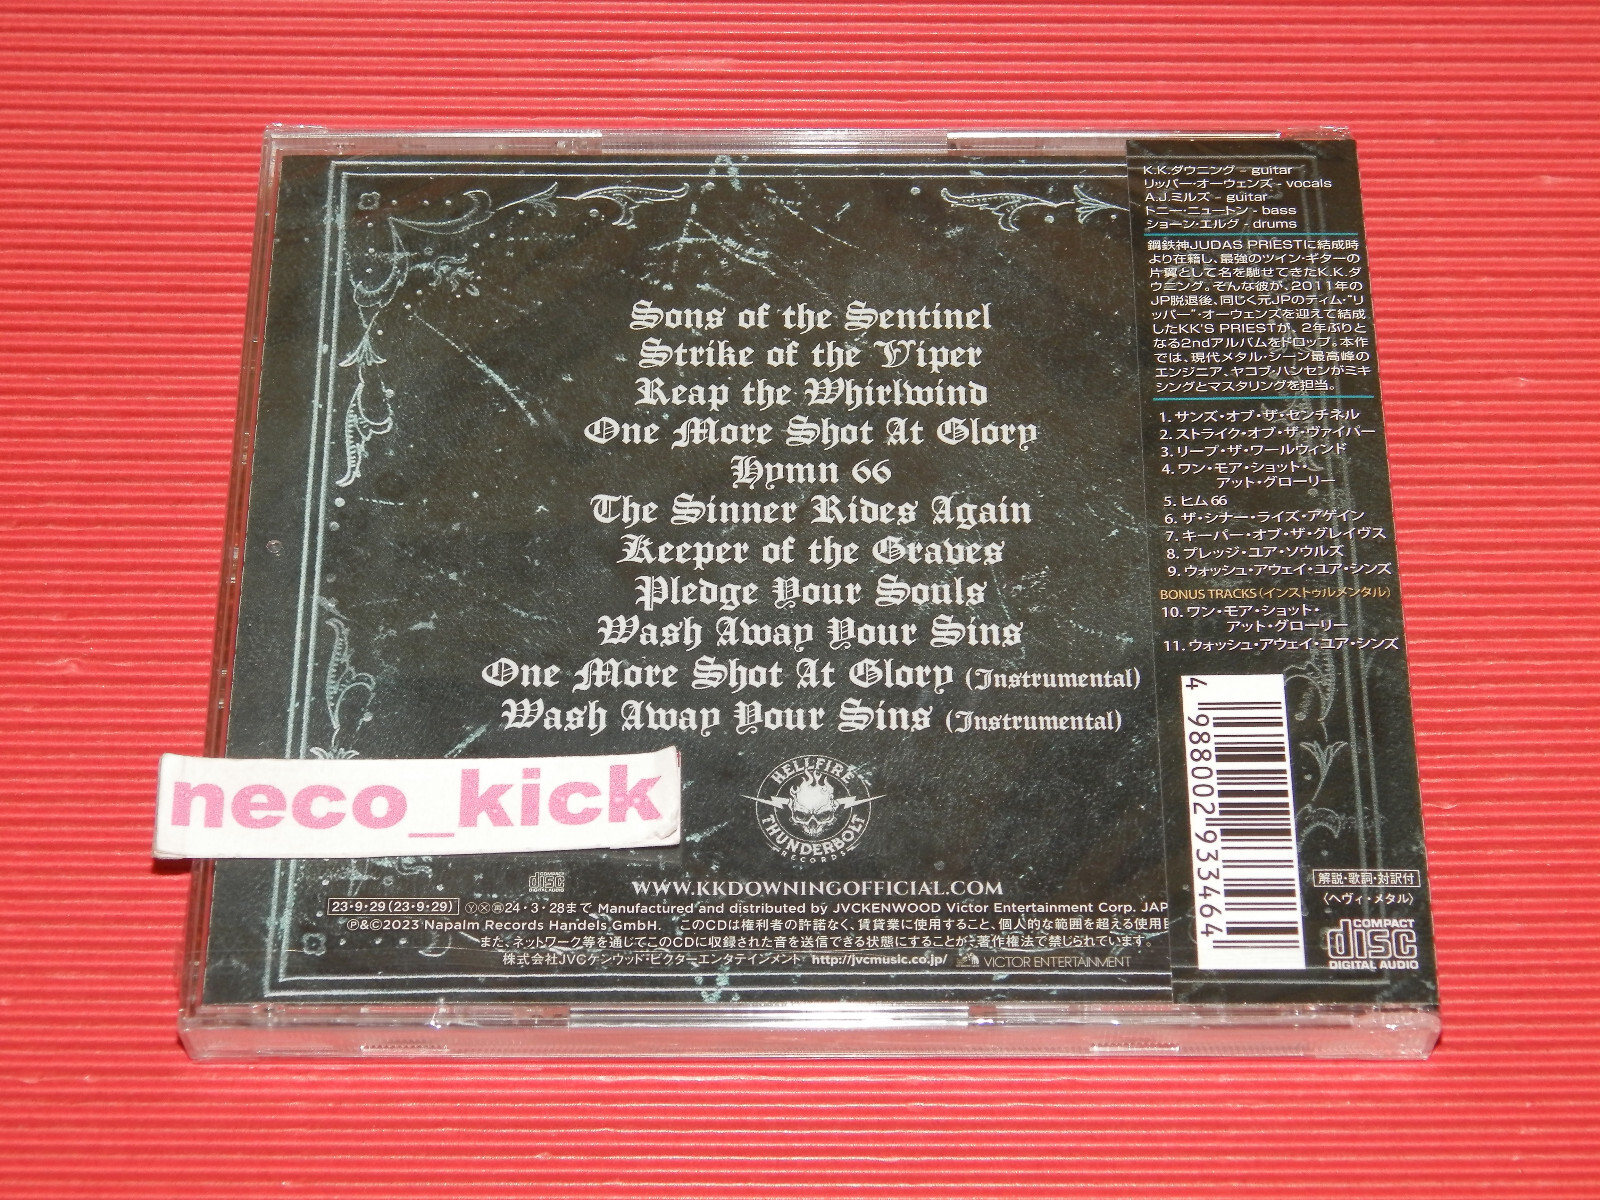 Sons of the Sentinel
Strike of the Viper
Reap the Whirlwind
One More Shot At Glory
Hymn 66
The Sinner Rides Again
Keeper of the Graves
Pledge Your Souls
Wash Away Your Sins
One More Shot At Glory (Instrumental)
Wash Away Your Sins (Instrumental)
neco_kick
HELLFIRE
THUNDERBOLT
RECORDS
COMPACT
disc
DIGITAL AUDIO
WWW.KKDOWNINGOFFICIAL.COM
23・9・29(23・9・29) Ⓨ Ⓧ 再 24・3・28まで Manufactured and distributed by JVCKENWOOD Victor Entertainment Corp. JAP
Ⓟ&©2023 Napalm Records Handels GmbH. このCDは権利者の許諾なく、賃貸業に使用すること、個人的な範囲を超える使用目
また、ネットワーク等を通じてこのCDに収録された音を送信できる状態にすることが、著作権法で禁じられています。
株式会社JVCケンウッド・ビクターエンタテインメント http://jvcmusic.co.jp/ VICTOR ENTERTAINMENT
K.K.ダウニング - guitar
リッパー・オーウェンズ - vocals
A.J.ミルズ - guitar
トニー・ニュートン - bass
ショーン・エルグ - drums
鋼鉄神JUDAS PRIESTに結成時
より在籍し、最強のツイン・ギターの
片翼として名を馳せてきたK.K.ダ
ウニング。そんな彼が、2011年の
JP脱退後、同じく元JPのティム・“リ
ッパー”・オーウェンズを迎えて結成
したKK'S PRIESTが、2年ぶりと
なる2ndアルバムをドロップ。本作
では、現代メタル・シーン最高峰の
エンジニア、ヤコブ・ハンセンがミキ
シングとマスタリングを担当。
1. サンズ・オブ・ザ・センチネル
2. ストライク・オブ・ザ・ヴァイパー
3. リープ・ザ・ワールウィンド
4. ワン・モア・ショット・
アット・グローリー
5. ヒム 66
6. ザ・シナー・ライズ・アゲイン
7. キーパー・オブ・ザ・グレイヴス
8. プレッジ・ユア・ソウルズ
9. ウォッシュ・アウェイ・ユア・シンズ
BONUS TRACKS (インストゥルメンタル)
10. ワン・モア・ショット・
アット・グローリー
11. ウォッシュ・アウェイ・ユア・シンズ
4 988002 933464
解説・歌詞・対訳付
〈ヘヴィ・メタル〉
COMPACT
disc
DIGITAL AUDIO